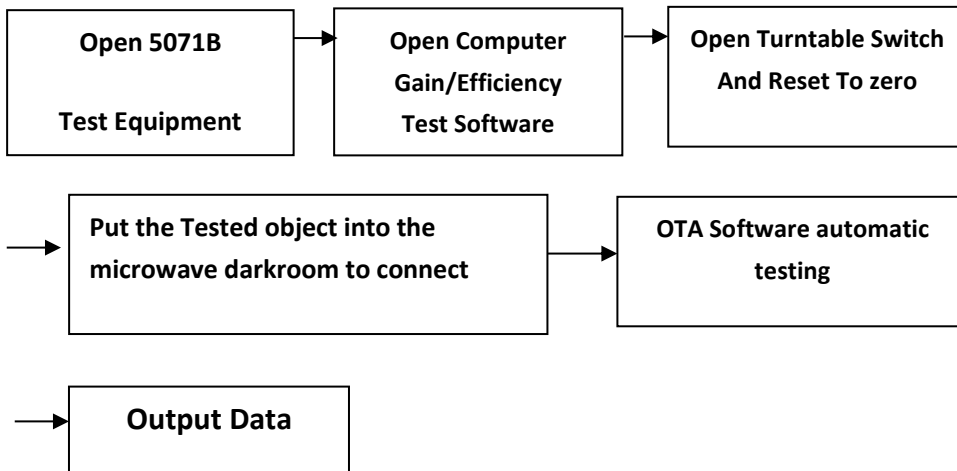 Open 5071B
Test Equipment
Open Computer
Gain/Efficiency
Test Software
Open Turntable Switch
And Reset To zero
Put the Tested object into the
microwave darkroom to connect
OTA Software automatic
testing
Output Data